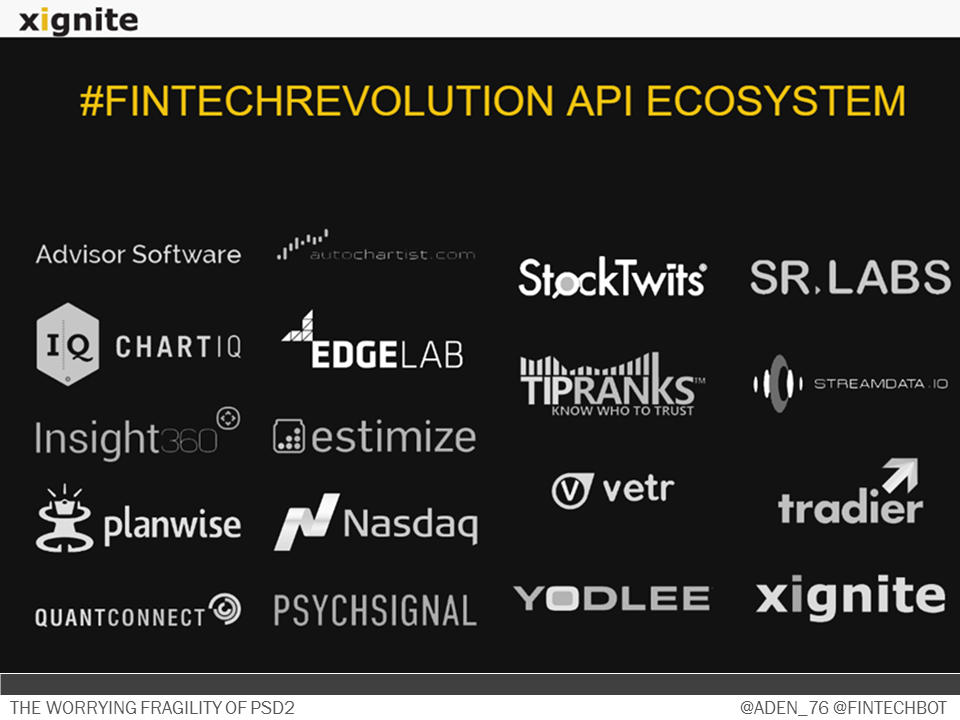 xignite
#FINTECHREVOLUTION API ECOSYSTEM
Advisor Software
autochartist.com
StockTwits
SR.LABS
IQ CHARTIQ
EDGELAB
TIPRANKS™
KNOW WHO TO TRUST
STREAMDATA.IO
Insight360
estimize
V vetr
tradier
planwise
Nasdaq
QUANTCONNECT
PSYCHSIGNAL
YODLEE
xignite
THE WORRYING FRAGILITY OF PSD2
@ADEN_76 @FINTECHBOT